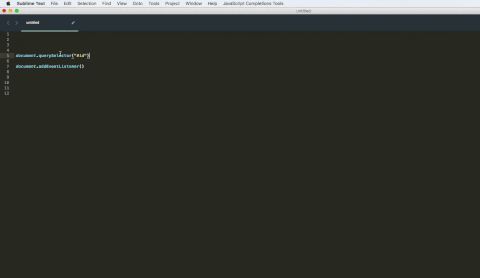 Sublime Text File Edit Selection Find View Goto Tools Project Window Help JavaScript Completions Tools
untitled
untitled
1
2
3
4
5 document.querySelector("#id")
6
7 document.addEventListener()
8
9
10
11
12